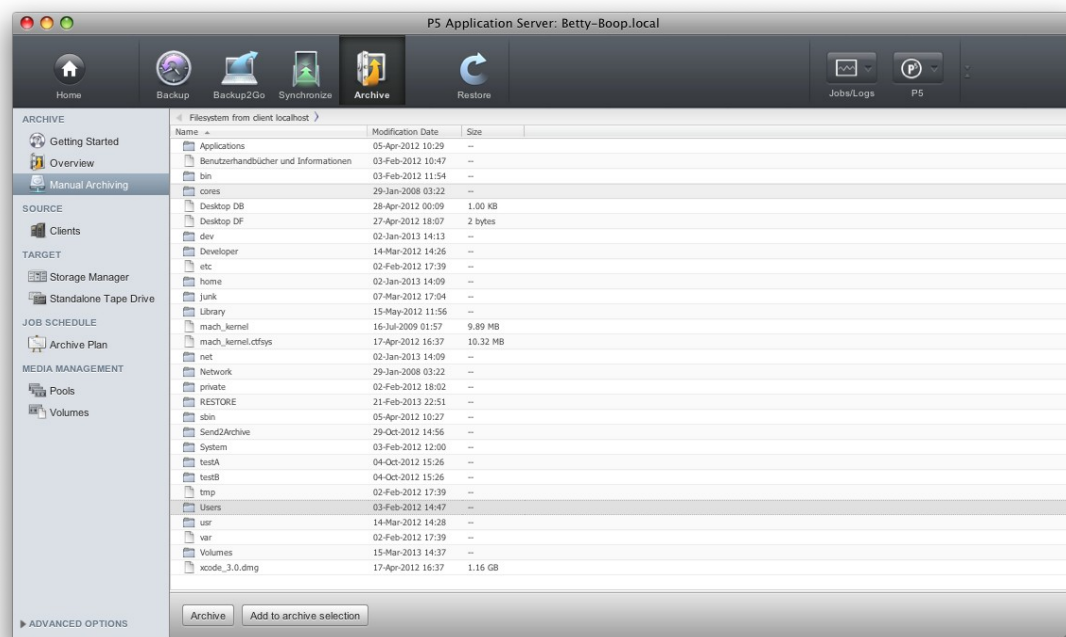 P5 Application Server: Betty-Boop.local
Home
Backup
Backup2Go
Synchronize
Archive
Restore
Jobs/Logs
P5
ARCHIVE
Getting Started
Overview
Manual Archiving
SOURCE
Clients
TARGET
Storage Manager
Standalone Tape Drive
JOB SCHEDULE
Archive Plan
MEDIA MANAGEMENT
Pools
Volumes
ADVANCED OPTIONS
Filesystem from client localhost
Name Modification Date Size
Applications 05-Apr-2012 10:29 --
Benutzerhandbücher und Informationen 03-Feb-2012 10:47 --
bin 03-Feb-2012 11:54 --
cores 29-Jan-2008 03:22 --
Desktop DB 28-Apr-2012 00:09 1.00 KB
Desktop DF 27-Apr-2012 18:07 2 bytes
dev 02-Jan-2013 14:13 --
Developer 14-Mar-2012 14:26 --
etc 02-Feb-2012 17:39 --
home 02-Jan-2013 14:09 --
junk 07-Mar-2012 17:04 --
Library 15-May-2012 11:56 --
mach_kernel 16-Jul-2009 01:57 9.89 MB
mach_kernel.ctfsys 17-Apr-2012 16:37 10.32 MB
net 02-Jan-2013 14:09 --
Network 29-Jan-2008 03:22 --
private 02-Feb-2012 18:02 --
RESTORE 21-Feb-2013 22:51 --
sbin 05-Apr-2012 10:27 --
Send2Archive 29-Oct-2012 14:56 --
System 03-Feb-2012 12:00 --
testA 04-Oct-2012 15:26 --
testB 04-Oct-2012 15:26 --
tmp 02-Feb-2012 17:39 --
Users 03-Feb-2012 14:47 --
usr 14-Mar-2012 14:28 --
var 02-Feb-2012 17:39 --
Volumes 15-Mar-2013 14:37 --
xcode_3.0.dmg 17-Apr-2012 16:37 1.16 GB
Archive
Add to archive selection